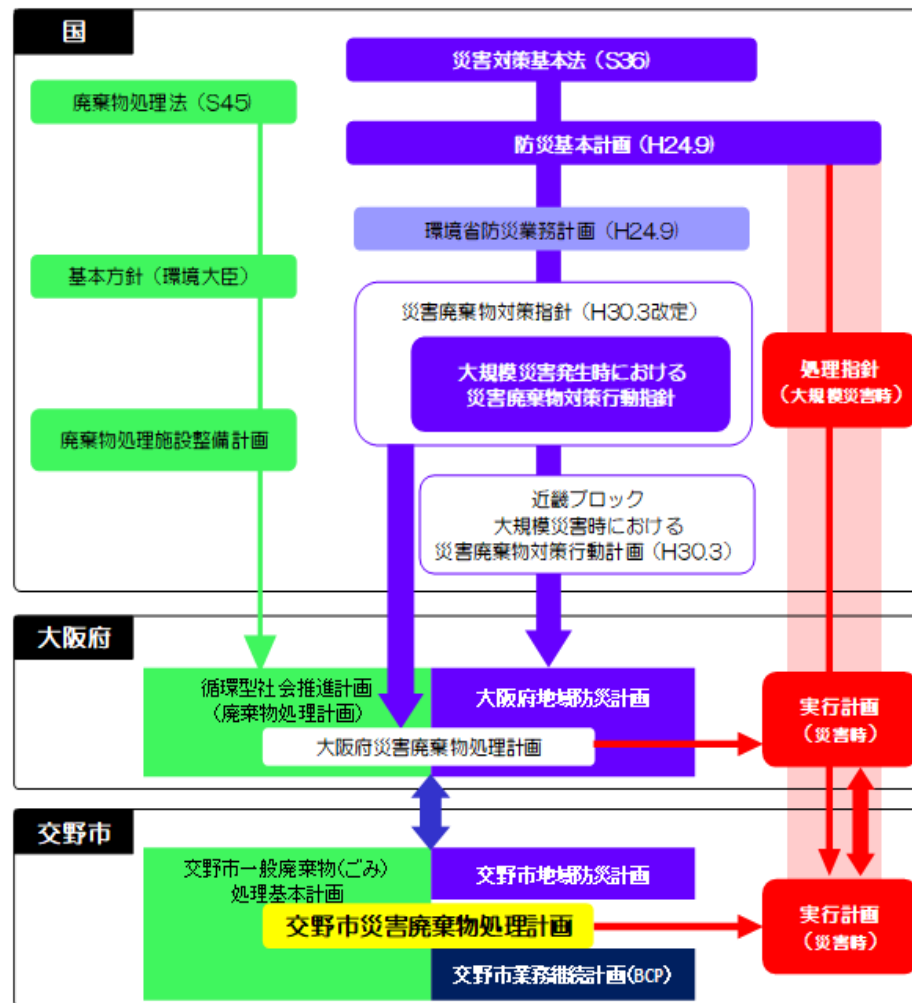 国
災害対策基本法（S36）
廃棄物処理法（S45）
防災基本計画（H24.9）
環境省防災業務計画（H24.9）
基本方針（環境大臣）
災害廃棄物対策指針（H30.3改定）
大規模災害発生時における
災害廃棄物対策行動指針
処理指針
（大規模災害時）
廃棄物処理施設整備計画
近畿ブロック
大規模災害時における
災害廃棄物対策行動計画（H30.3）
大阪府
循環型社会推進計画
（廃棄物処理計画）
大阪府地域防災計画
大阪府災害廃棄物処理計画
実行計画
（災害時）
交野市
交野市一般廃棄物(ごみ)
処理基本計画
交野市地域防災計画
交野市災害廃棄物処理計画
実行計画
（災害時）
交野市業務継続計画(BCP)